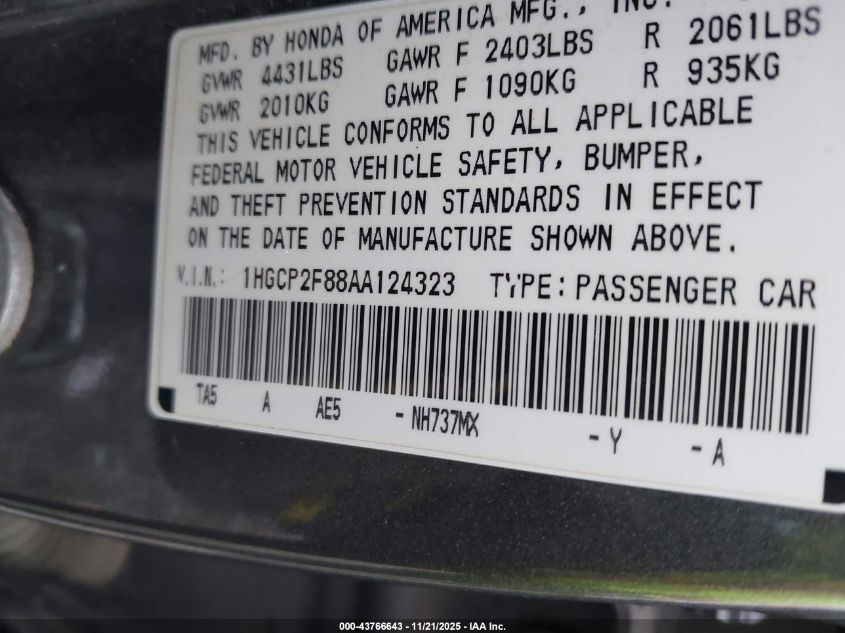 MFD. BY HONDA OF AMERICA MFG., INC.
GVWR 4431LBS GAWR F 2403LBS R 2061LBS
GVWR 2010KG GAWR F 1090KG R 935KG
THIS VEHICLE CONFORMS TO ALL APPLICABLE
FEDERAL MOTOR VEHICLE SAFETY, BUMPER,
AND THEFT PREVENTION STANDARDS IN EFFECT
ON THE DATE OF MANUFACTURE SHOWN ABOVE.
V.I.N.: 1HGCP2F88AA124323 TYPE: PASSENGER CAR
TA5 A AE5 - NH737MX - Y - A
000-43766643 - 11/21/2025 - IAA Inc.